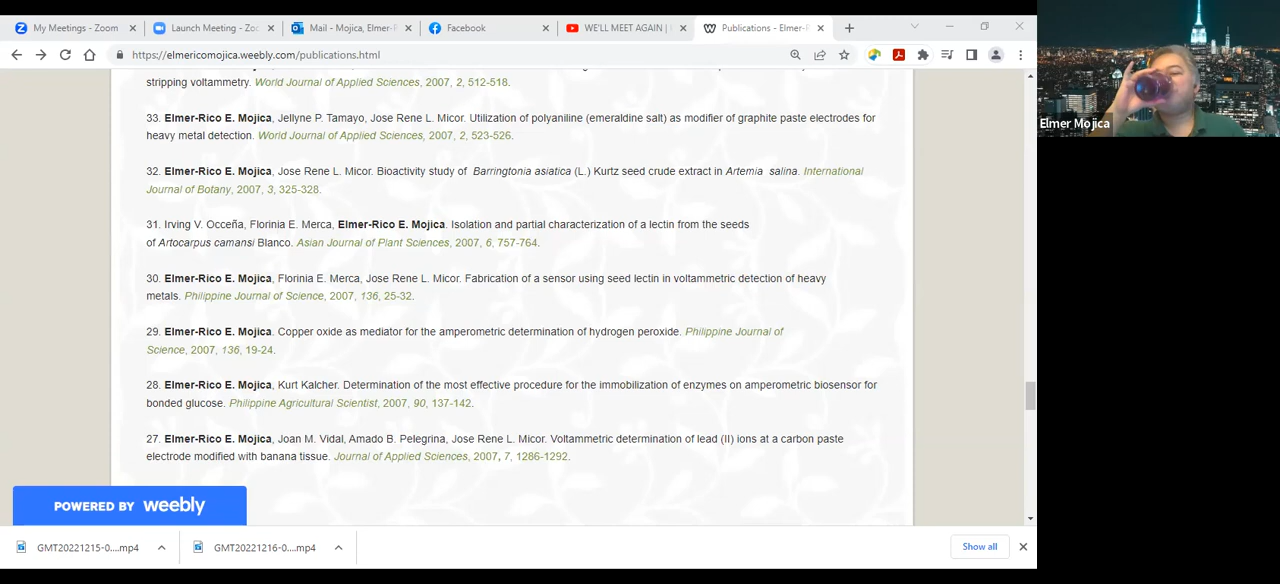 My Meetings - Zoom
Launch Meeting - Zo
Mail - Mojica, Elmer-
Facebook
WE'LL MEET AGAIN |
Publications - Elmer-
https://elmericomojica.weebly.com/publications.html
stripping voltammetry. World Journal of Applied Sciences, 2007, 2, 512-518.
33. Elmer-Rico E. Mojica, Jellyne P. Tamayo, Jose Rene L. Micor. Utilization of polyaniline (emeraldine salt) as modifier of graphite paste electrodes for
heavy metal detection. World Journal of Applied Sciences, 2007, 2, 523-526.
32. Elmer-Rico E. Mojica, Jose Rene L. Micor. Bioactivity study of Barringtonia asiatica (L.) Kurtz seed crude extract in Artemia salina. International
Journal of Botany, 2007, 3, 325-328.
31. Irving V. Occeña, Florinia E. Merca, Elmer-Rico E. Mojica. Isolation and partial characterization of a lectin from the seeds
of Artocarpus camansi Blanco. Asian Journal of Plant Sciences, 2007, 6, 757-764.
30. Elmer-Rico E. Mojica, Florinia E. Merca, Jose Rene L. Micor. Fabrication of a sensor using seed lectin in voltammetric detection of heavy
metals. Philippine Journal of Science, 2007, 136, 25-32.
29. Elmer-Rico E. Mojica. Copper oxide as mediator for the amperometric determination of hydrogen peroxide. Philippine Journal of
Science, 2007, 136, 19-24.
28. Elmer-Rico E. Mojica, Kurt Kalcher. Determination of the most effective procedure for the immobilization of enzymes on amperometric biosensor for
bonded glucose. Philippine Agricultural Scientist, 2007, 90, 137-142.
27. Elmer-Rico E. Mojica, Joan M. Vidal, Amado B. Pelegrina, Jose Rene L. Micor. Voltammetric determination of lead (II) ions at a carbon paste
electrode modified with banana tissue. Journal of Applied Sciences, 2007, 7, 1286-1292.
POWERED BY weebly
GMT20221215-0....mp4
GMT20221216-0....mp4
Show all
Elmer Mojica